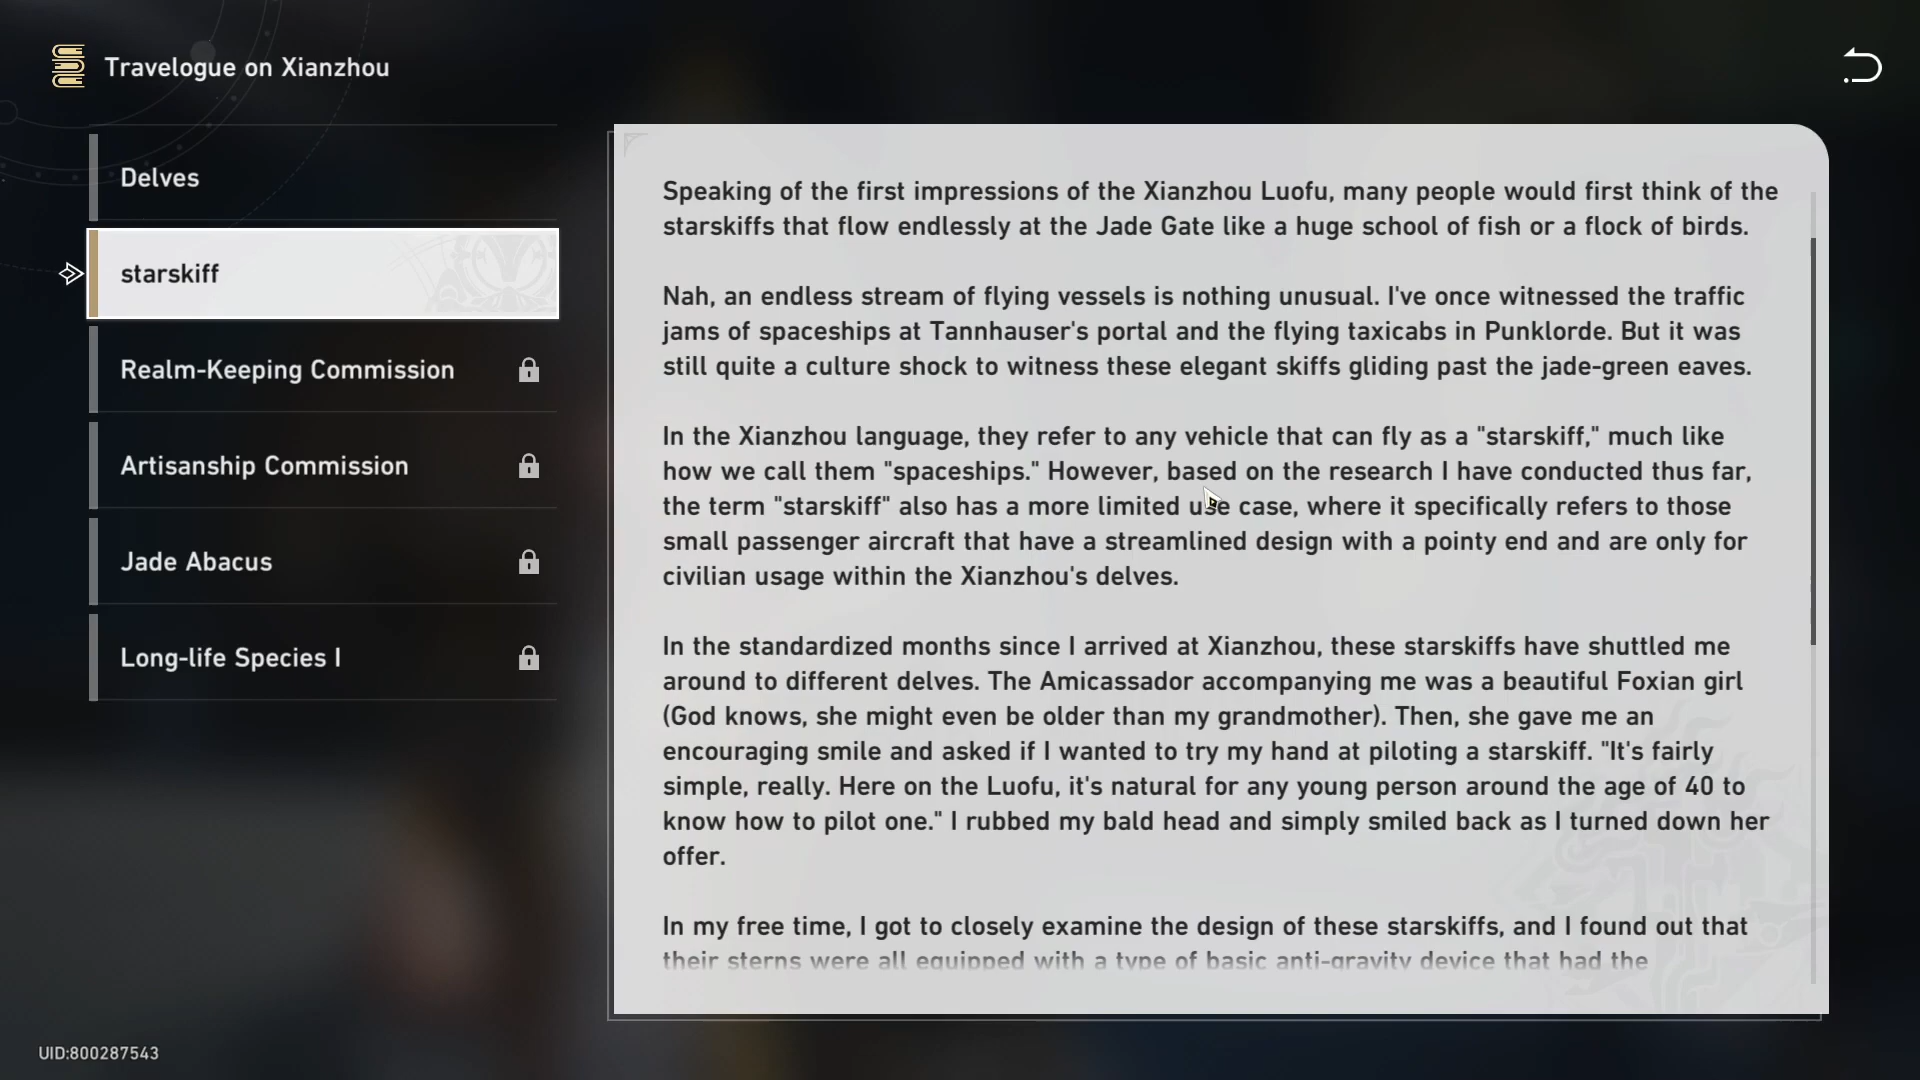 Travelogue on Xianzhou
Delves
starskiff
Realm-Keeping Commission
Artisanship Commission
Jade Abacus
Long-life Species I
Speaking of the first impressions of the Xianzhou Luofu, many people would first think of the
starskiffs that flow endlessly at the Jade Gate like a huge school of fish or a flock of birds.
Nah, an endless stream of flying vessels is nothing unusual. I've once witnessed the traffic
jams of spaceships at Tannhauser's portal and the flying taxicabs in Punklorde. But it was
still quite a culture shock to witness these elegant skiffs gliding past the jade-green eaves.
In the Xianzhou language, they refer to any vehicle that can fly as a "starskiff," much like
how we call them "spaceships." However, based on the research I have conducted thus far,
the term "starskiff" also has a more limited use case, where it specifically refers to those
small passenger aircraft that have a streamlined design with a pointy end and are only for
civilian usage within the Xianzhou's delves.
In the standardized months since I arrived at Xianzhou, these starskiffs have shuttled me
around to different delves. The Amicassador accompanying me was a beautiful Foxian girl
(God knows, she might even be older than my grandmother). Then, she gave me an
encouraging smile and asked if I wanted to try my hand at piloting a starskiff. "It's fairly
simple, really. Here on the Luofu, it's natural for any young person around the age of 40 to
know how to pilot one." I rubbed my bald head and simply smiled back as I turned down her
offer.
In my free time, I got to closely examine the design of these starskiffs, and I found out that
their sterns were all equipped with a type of basic anti-gravity device that had the
UID:800287543